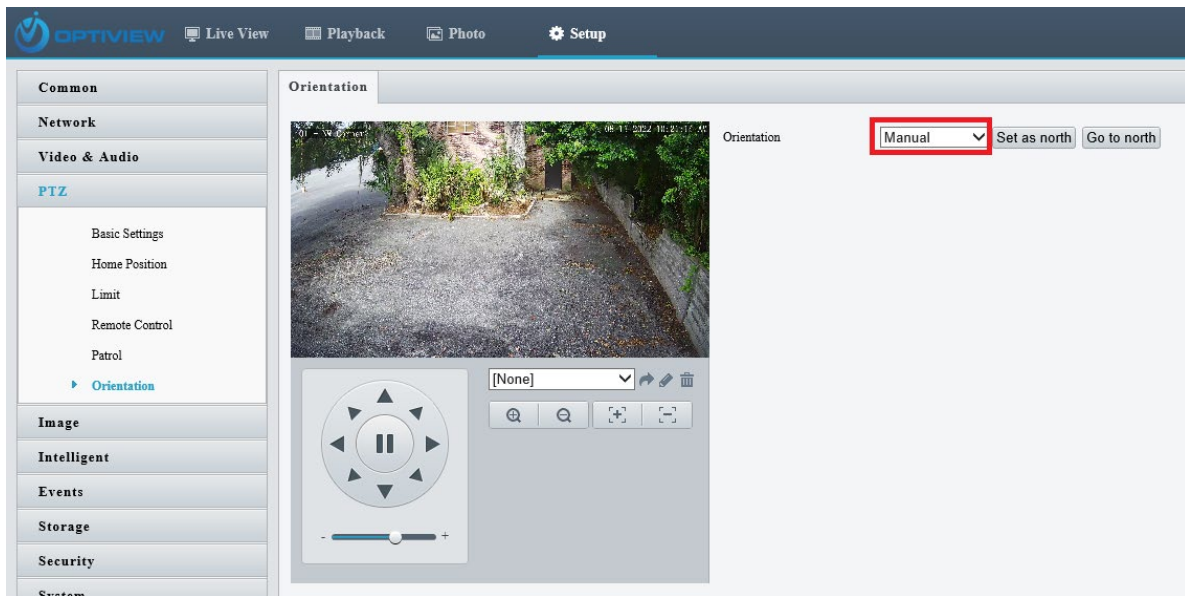 OPTIVIEW Live View Playback Photo Setup
Common
Network
Video & Audio
PTZ
Basic Settings
Home Position
Limit
Remote Control
Patrol
Orientation
Image
Intelligent
Events
Storage
Security
System
Orientation
Orientation Manual Set as north Go to north
[None]
- +